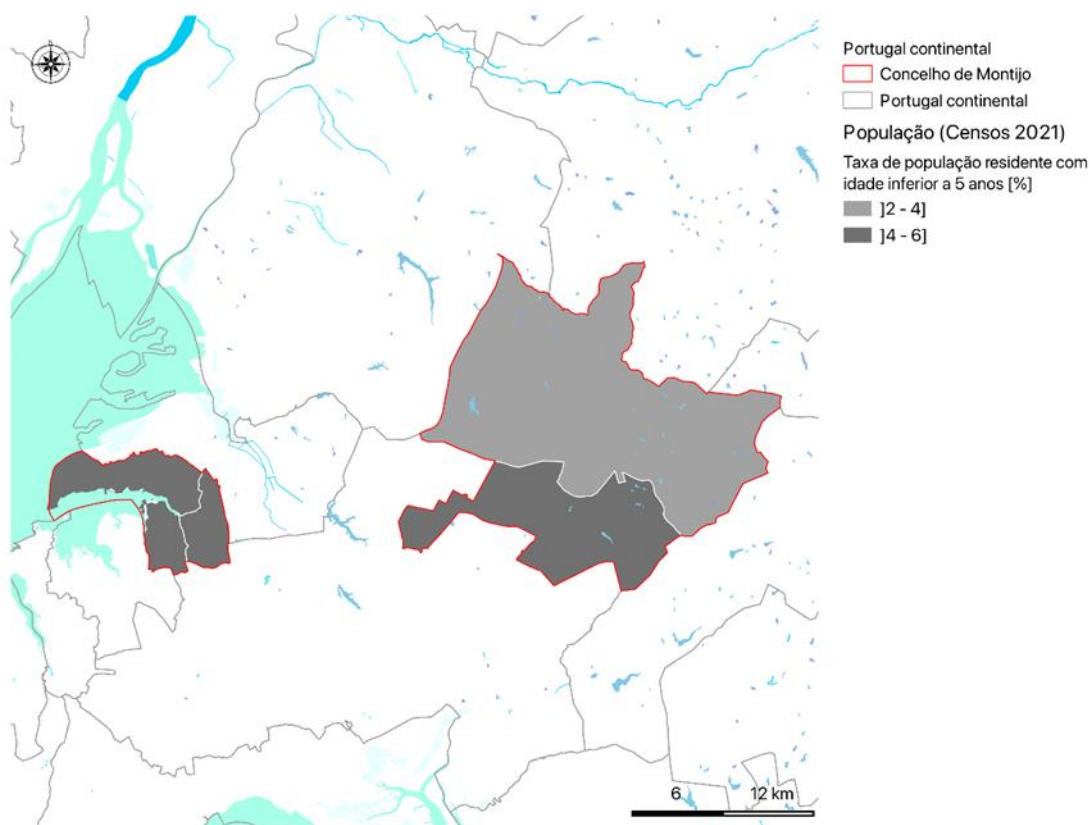 N
Portugal continental
Concelho de Montijo
Portugal continental
População (Censos 2021)
Taxa de população residente com
idade inferior a 5 anos [%]
]2 - 4]
]4 - 6]
6 12 km